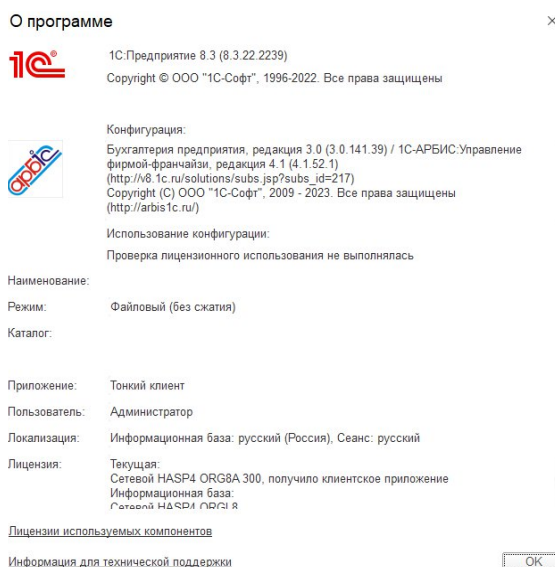 О программе
1С®
1С:Предприятие 8.3 (8.3.22.2239)
Copyright © ООО "1С-Софт", 1996-2022. Все права защищены
арбіс
Конфигурация:
Бухгалтерия предприятия, редакция 3.0 (3.0.141.39) / 1С-АРБИС:Управление
фирмой-франчайзи, редакция 4.1 (4.1.52.1)
(http://v8.1c.ru/solutions/subs.jsp?subs_id=217)
Copyright (С) ООО "1С-Софт", 2009 - 2023. Все права защищены
(http://arbis1c.ru/)
Использование конфигурации:
Проверка лицензионного использования не выполнялась
Наименование:
Режим: Файловый (без сжатия)
Каталог:
Приложение: Тонкий клиент
Пользователь: Администратор
Локализация: Информационная база: русский (Россия), Сеанс: русский
Лицензия: Текущая:
Сетевой HASP4 ORG8A 300, получило клиентское приложение
Информационная база:
Сетевой HASP4 ORGL8
Лицензии используемых компонентов
Информация для технической поддержки
OK